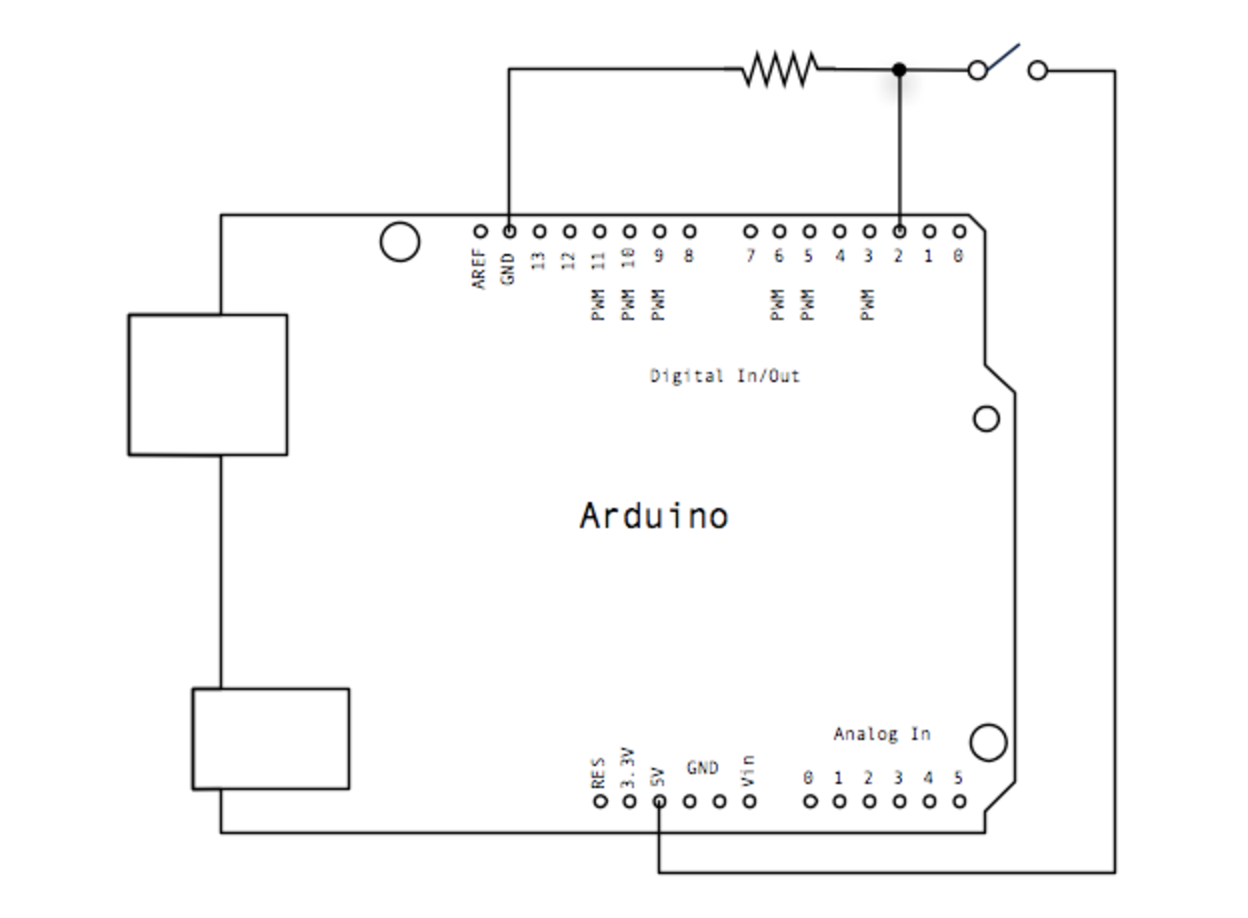 AREF GND 13 12 11 10 9 8 7 6 5 4 3 2 1 0
PWM PWM PWM PWM PWM PWM
Digital In/Out
Arduino
Analog In
RES 3.3V 5V GND Vin 0 1 2 3 4 5